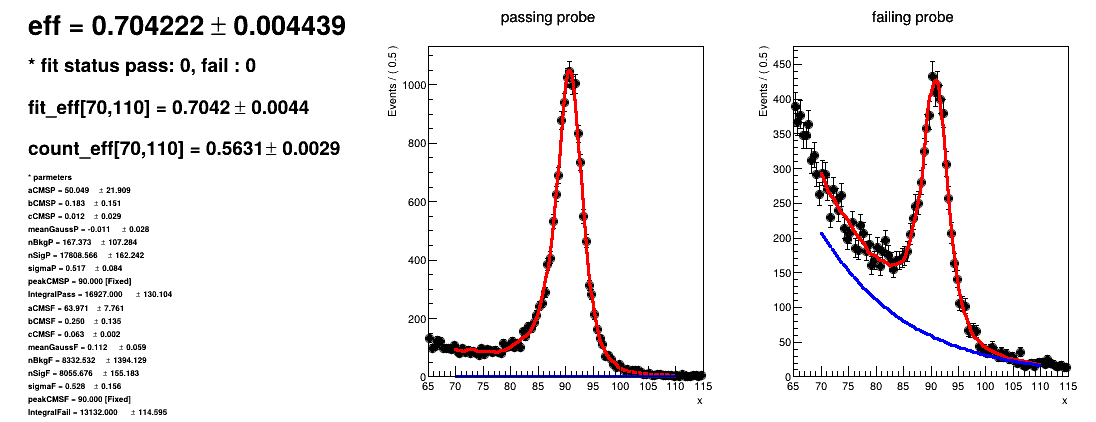 eff = 0.704222 ± 0.004439
* fit status pass: 0, fail : 0
fit_eff[70,110] = 0.7042 ± 0.0044
count_eff[70,110] = 0.5631 ± 0.0029
* parmeters
aCMSP = 50.049 ± 21.909
bCMSP = 0.183 ± 0.151
cCMSP = 0.012 ± 0.029
meanGaussP = -0.011 ± 0.028
nBkgP = 167.373 ± 107.284
nSigP = 17808.566 ± 162.242
sigmaP = 0.517 ± 0.084
peakCMSP = 90.000 [Fixed]
IntegralPass = 16927.000 ± 130.104
aCMSF = 63.971 ± 7.761
bCMSF = 0.250 ± 0.135
cCMSF = 0.063 ± 0.002
meanGaussF = 0.112 ± 0.059
nBkgF = 8332.532 ± 1394.129
nSigF = 8055.676 ± 155.183
sigmaF = 0.528 ± 0.156
peakCMSF = 90.000 [Fixed]
IntegralFail = 13132.000 ± 114.595
passing probe
Events / ( 0.5 )
1000
800
600
400
200
0
65 70 75 80 85 90 95 100 105 110 115
x
failing probe
Events / ( 0.5 )
450
400
350
300
250
200
150
100
50
0
65 70 75 80 85 90 95 100 105 110 115
x